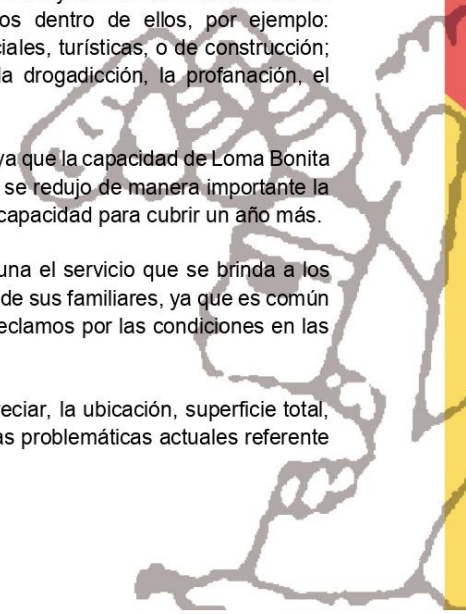 os dentro de ellos, por ejemplo:
ciales, turísticas, o de construcción;
la drogadicción, la profanación, el
ya que la capacidad de Loma Bonita
se redujo de manera importante la
capacidad para cubrir un año más.
una el servicio que se brinda a los
de sus familiares, ya que es común
eclamos por las condiciones en las
eciar, la ubicación, superficie total,
as problemáticas actuales referente